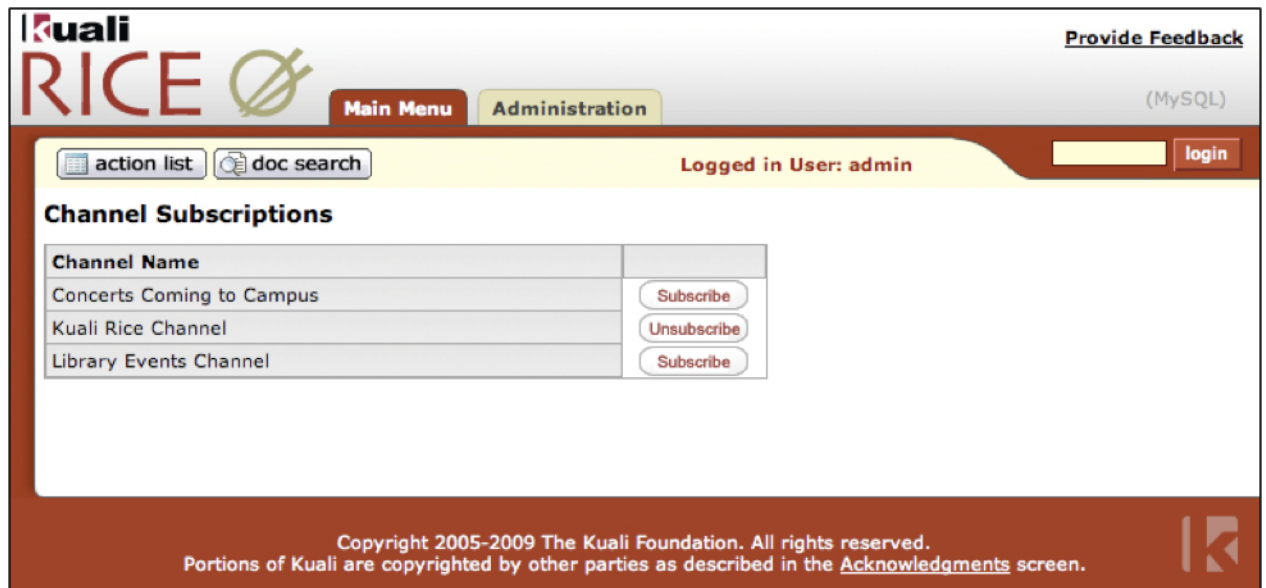 Kuali
RICE
Provide Feedback
Main Menu Administration (MySQL)
action list doc search Logged in User: admin login
Channel Subscriptions
Channel Name
Concerts Coming to Campus Subscribe
Kuali Rice Channel Unsubscribe
Library Events Channel Subscribe
Copyright 2005-2009 The Kuali Foundation. All rights reserved.
Portions of Kuali are copyrighted by other parties as described in the Acknowledgments screen.